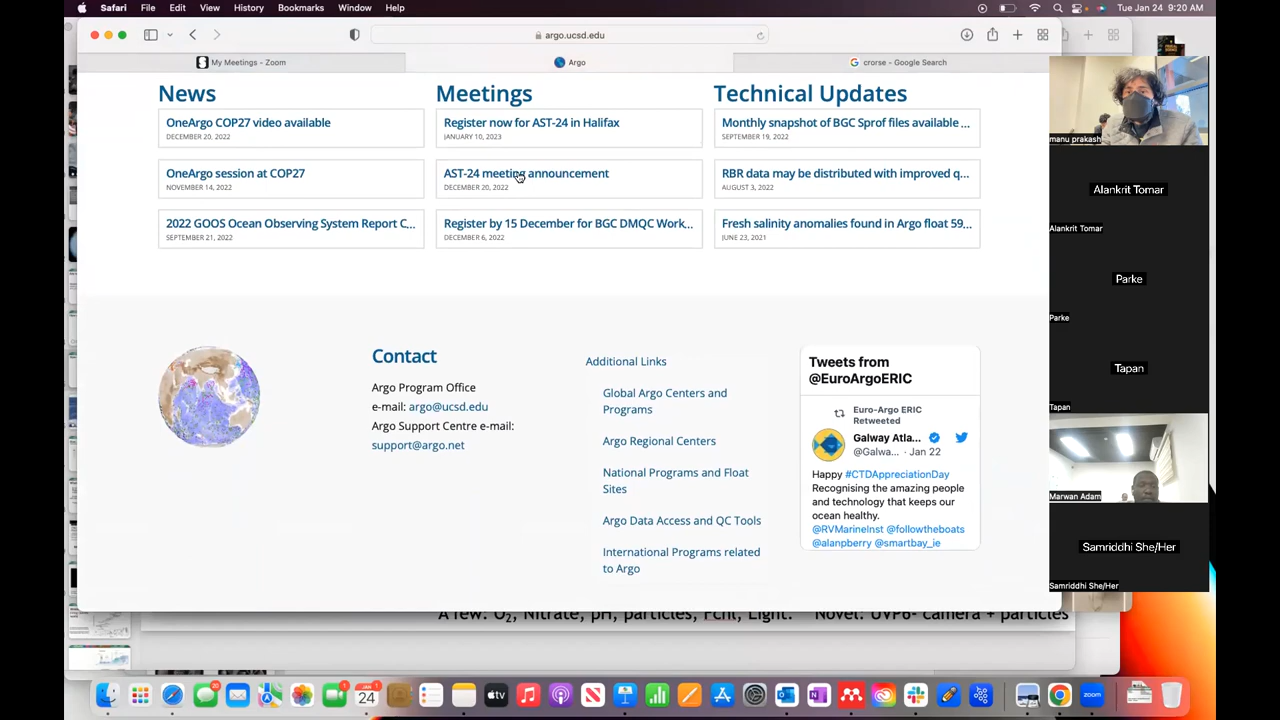 Safari File Edit View History Bookmarks Window Help
Tue Jan 24 9:20 AM
argo.ucsd.edu
My Meetings - Zoom
Argo
crorse - Google Search
News
OneArgo COP27 video available
DECEMBER 20, 2022
OneArgo session at COP27
NOVEMBER 14, 2022
2022 GOOS Ocean Observing System Report C...
SEPTEMBER 21, 2022
Meetings
Register now for AST-24 in Halifax
JANUARY 10, 2023
AST-24 meeting announcement
DECEMBER 20, 2022
Register by 15 December for BGC DMQC Work...
DECEMBER 6, 2022
Technical Updates
Monthly snapshot of BGC Sprof files available ...
SEPTEMBER 19, 2022
RBR data may be distributed with improved q...
AUGUST 3, 2022
Fresh salinity anomalies found in Argo float 59...
JUNE 23, 2021
Contact
Argo Program Office
e-mail: argo@ucsd.edu
Argo Support Centre e-mail:
support@argo.net
Additional Links
Global Argo Centers and
Programs
Argo Regional Centers
National Programs and Float
Sites
Argo Data Access and QC Tools
International Programs related
to Argo
Tweets from
@EuroArgoERIC
Euro-Argo ERIC
Retweeted
Galway Atla...
@Galwa... · Jan 22
Happy #CTDAppreciationDay
Recognising the amazing people
and technology that keeps our
ocean healthy.
@RVMarineInst @followtheboats
@alanpberry @smartbay_ie
manu prakash
Alankrit Tomar
Alankrit Tomar
Parke
Parke
Tapan
Tapan
Marwan Adam
Samriddhi She/Her
Samriddhi She/Her
A few: O2, Nitrate, pH, particles, Fchl, Light. Novel: UVP6- camera + particles
JAN
24
tv
zoom